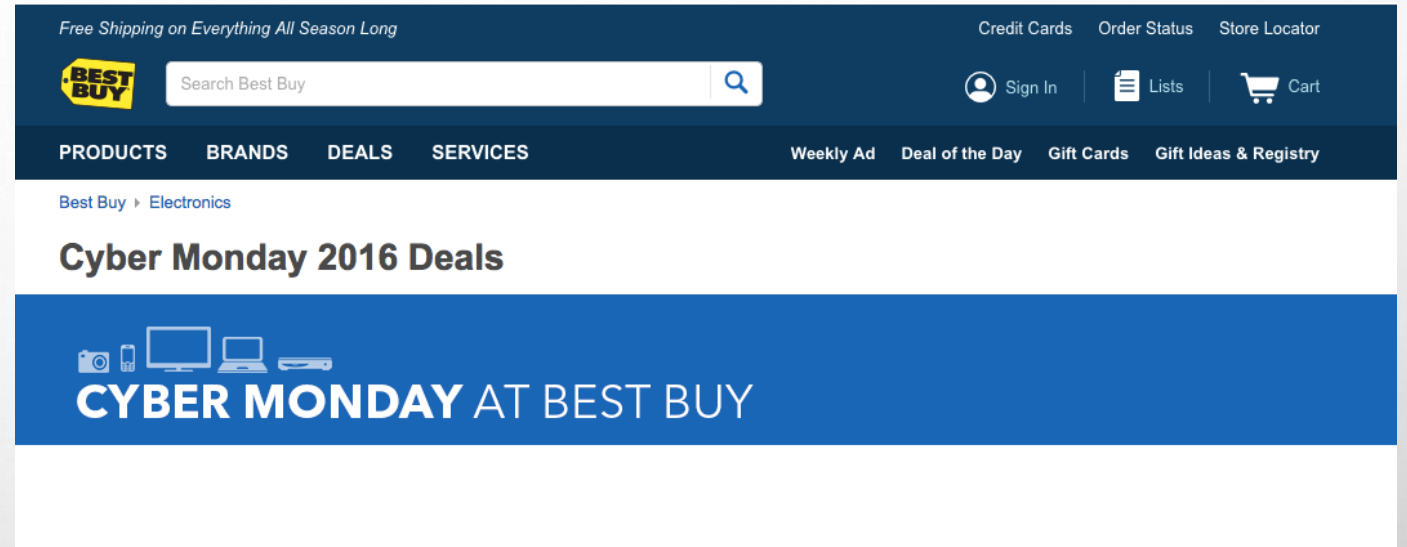 Free Shipping on Everything All Season Long
Credit Cards Order Status Store Locator
BEST
BUY
Search Best Buy
Sign In Lists Cart
PRODUCTS BRANDS DEALS SERVICES
Weekly Ad Deal of the Day Gift Cards Gift Ideas & Registry
Best Buy Electronics
Cyber Monday 2016 Deals
CYBER MONDAY AT BEST BUY